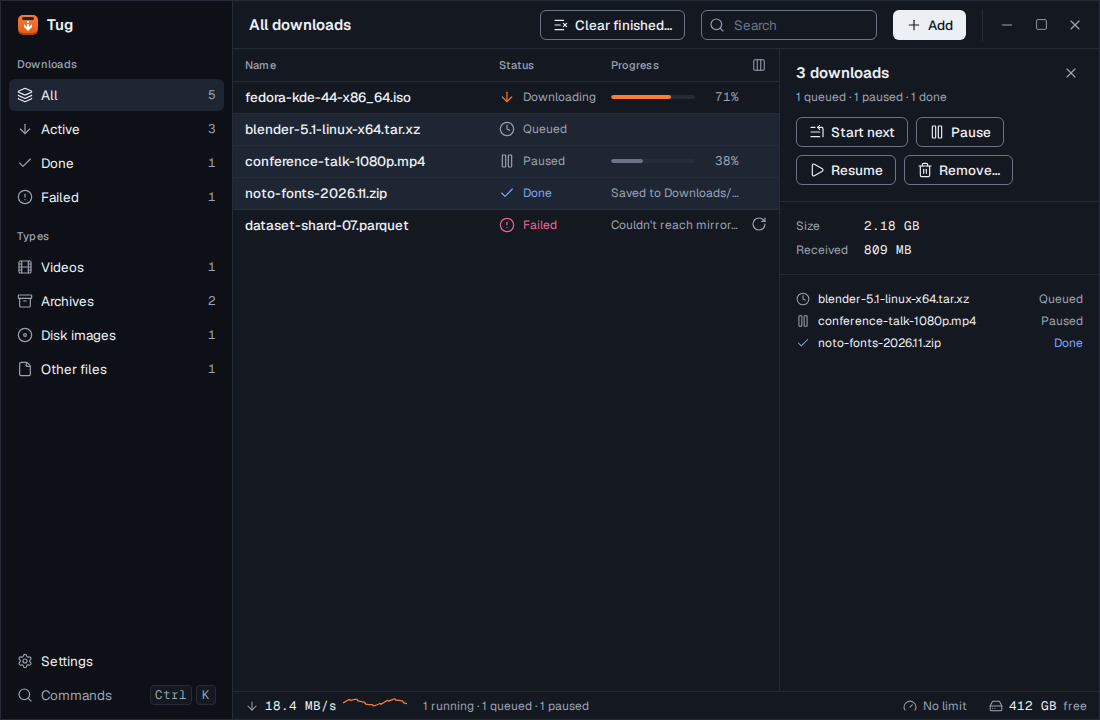 Tug
Downloads
All 5
Active 3
Done 1
Failed 1
Types
Videos 1
Archives 2
Disk images 1
Other files 1
Settings
Commands Ctrl K
All downloads
Clear finished…
Search
Add
Name Status Progress
fedora-kde-44-x86_64.iso Downloading 71%
blender-5.1-linux-x64.tar.xz Queued
conference-talk-1080p.mp4 Paused 38%
noto-fonts-2026.11.zip Done Saved to Downloads/…
dataset-shard-07.parquet Failed Couldn't reach mirror…
3 downloads
1 queued · 1 paused · 1 done
Start next Pause
Resume Remove…
Size 2.18 GB
Received 809 MB
blender-5.1-linux-x64.tar.xz Queued
conference-talk-1080p.mp4 Paused
noto-fonts-2026.11.zip Done
18.4 MB/s 1 running · 1 queued · 1 paused No limit 412 GB free